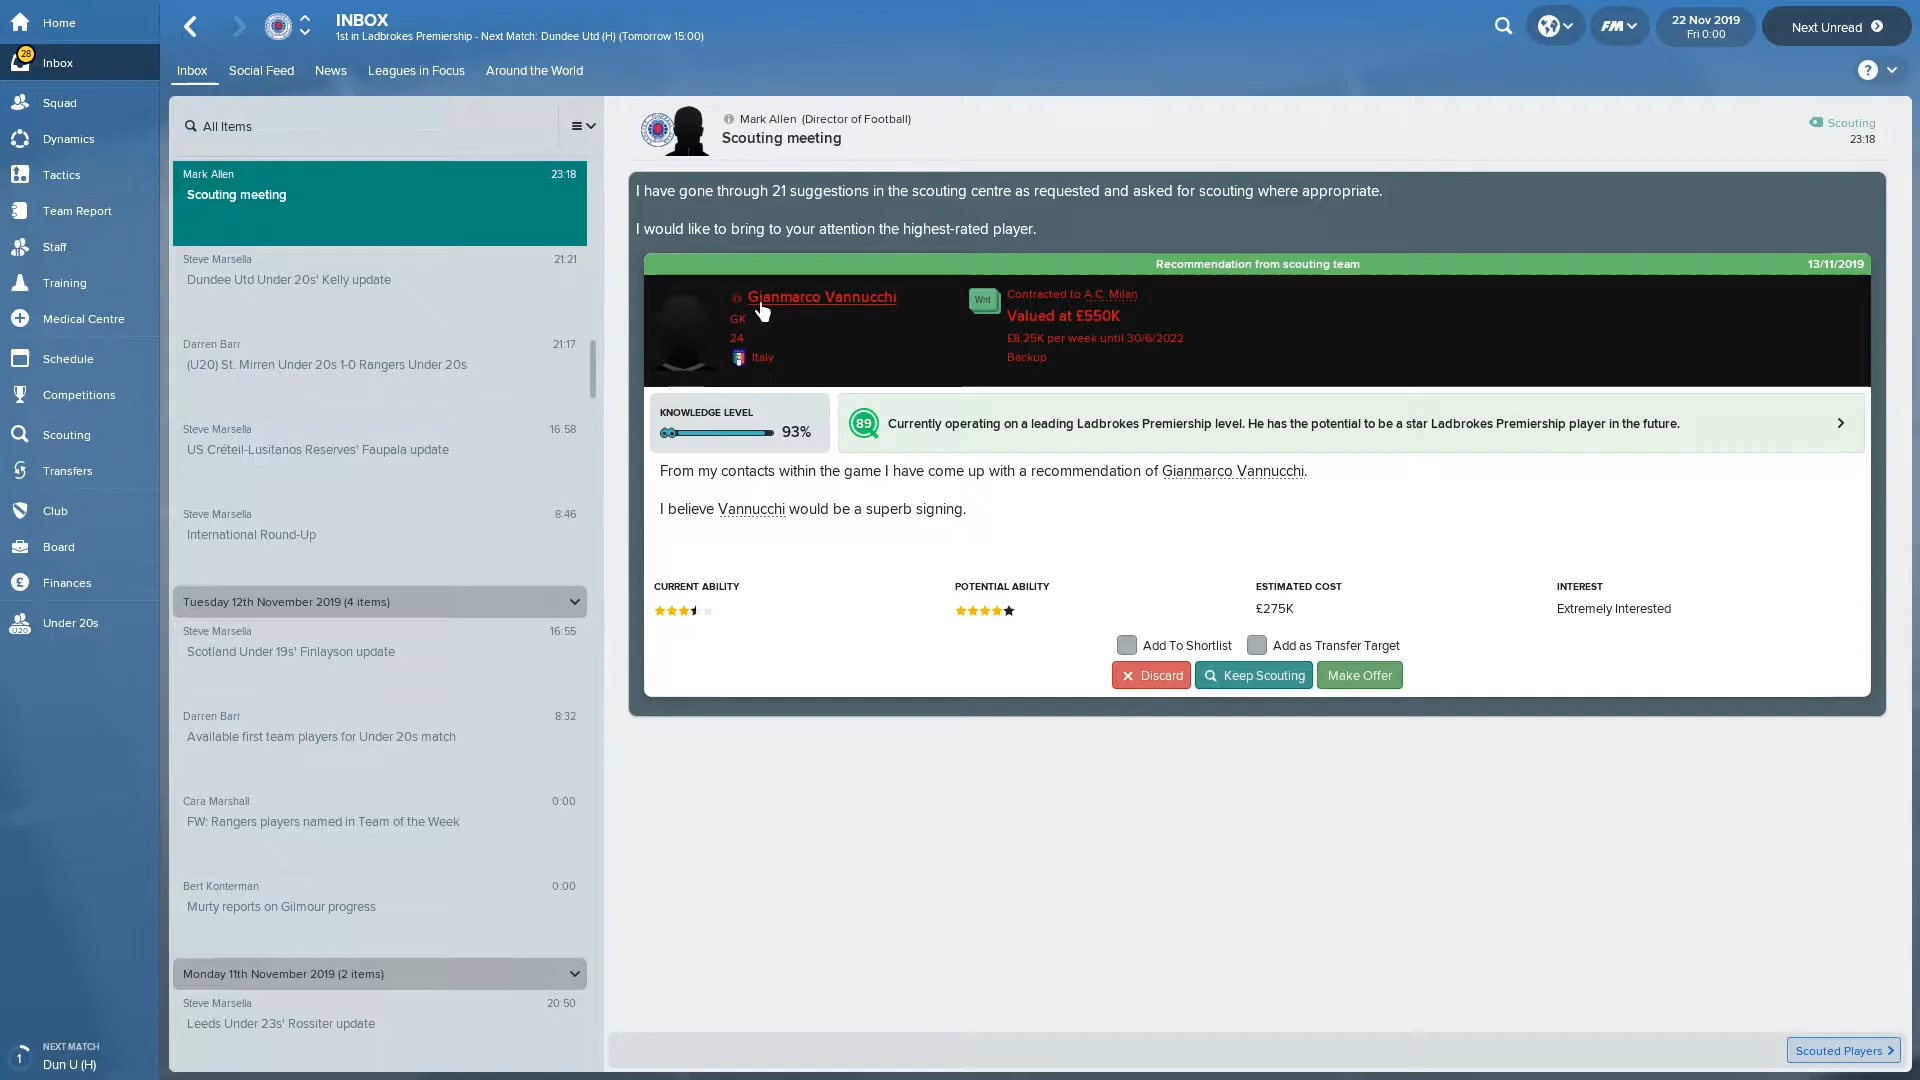 Home
28
Inbox
Squad
Dynamics
Tactics
Team Report
Staff
Training
Medical Centre
Schedule
Competitions
Scouting
Transfers
Club
Board
Finances
Under 20s
U20
NEXT MATCH
1
Dun U (H)
INBOX
1st in Ladbrokes Premiership - Next Match: Dundee Utd (H) (Tomorrow 15:00)
FM
22 Nov 2019
Fri 0:00
Next Unread
Inbox Social Feed News Leagues in Focus Around the World
?
All Items
Mark Allen 23:18
Scouting meeting
Steve Marsella 21:21
Dundee Utd Under 20s' Kelly update
Darren Barr 21:17
(U20) St. Mirren Under 20s 1-0 Rangers Under 20s
Steve Marsella 16:58
US Créteil-Lusitanos Reserves' Faupala update
Steve Marsella 8:46
International Round-Up
Tuesday 12th November 2019 (4 items)
Steve Marsella 16:55
Scotland Under 19s' Finlayson update
Darren Barr 8:32
Available first team players for Under 20s match
Cara Marshall 0:00
FW: Rangers players named in Team of the Week
Bert Konterman 0:00
Murty reports on Gilmour progress
Monday 11th November 2019 (2 items)
Steve Marsella 20:50
Leeds Under 23s' Rossiter update
Mark Allen (Director of Football)
Scouting meeting
Scouting
23:18
I have gone through 21 suggestions in the scouting centre as requested and asked for scouting where appropriate.
I would like to bring to your attention the highest-rated player.
Recommendation from scouting team 13/11/2019
Gianmarco Vannucchi
GK
24
Italy
Wnt
Contracted to A.C. Milan
Valued at £550K
£8.25K per week until 30/6/2022
Backup
KNOWLEDGE LEVEL
93%
89 Currently operating on a leading Ladbrokes Premiership level. He has the potential to be a star Ladbrokes Premiership player in the future.
From my contacts within the game I have come up with a recommendation of Gianmarco Vannucchi.
I believe Vannucchi would be a superb signing.
CURRENT ABILITY POTENTIAL ABILITY ESTIMATED COST INTEREST
£275K Extremely Interested
Add To Shortlist Add as Transfer Target
Discard Keep Scouting Make Offer
Scouted Players